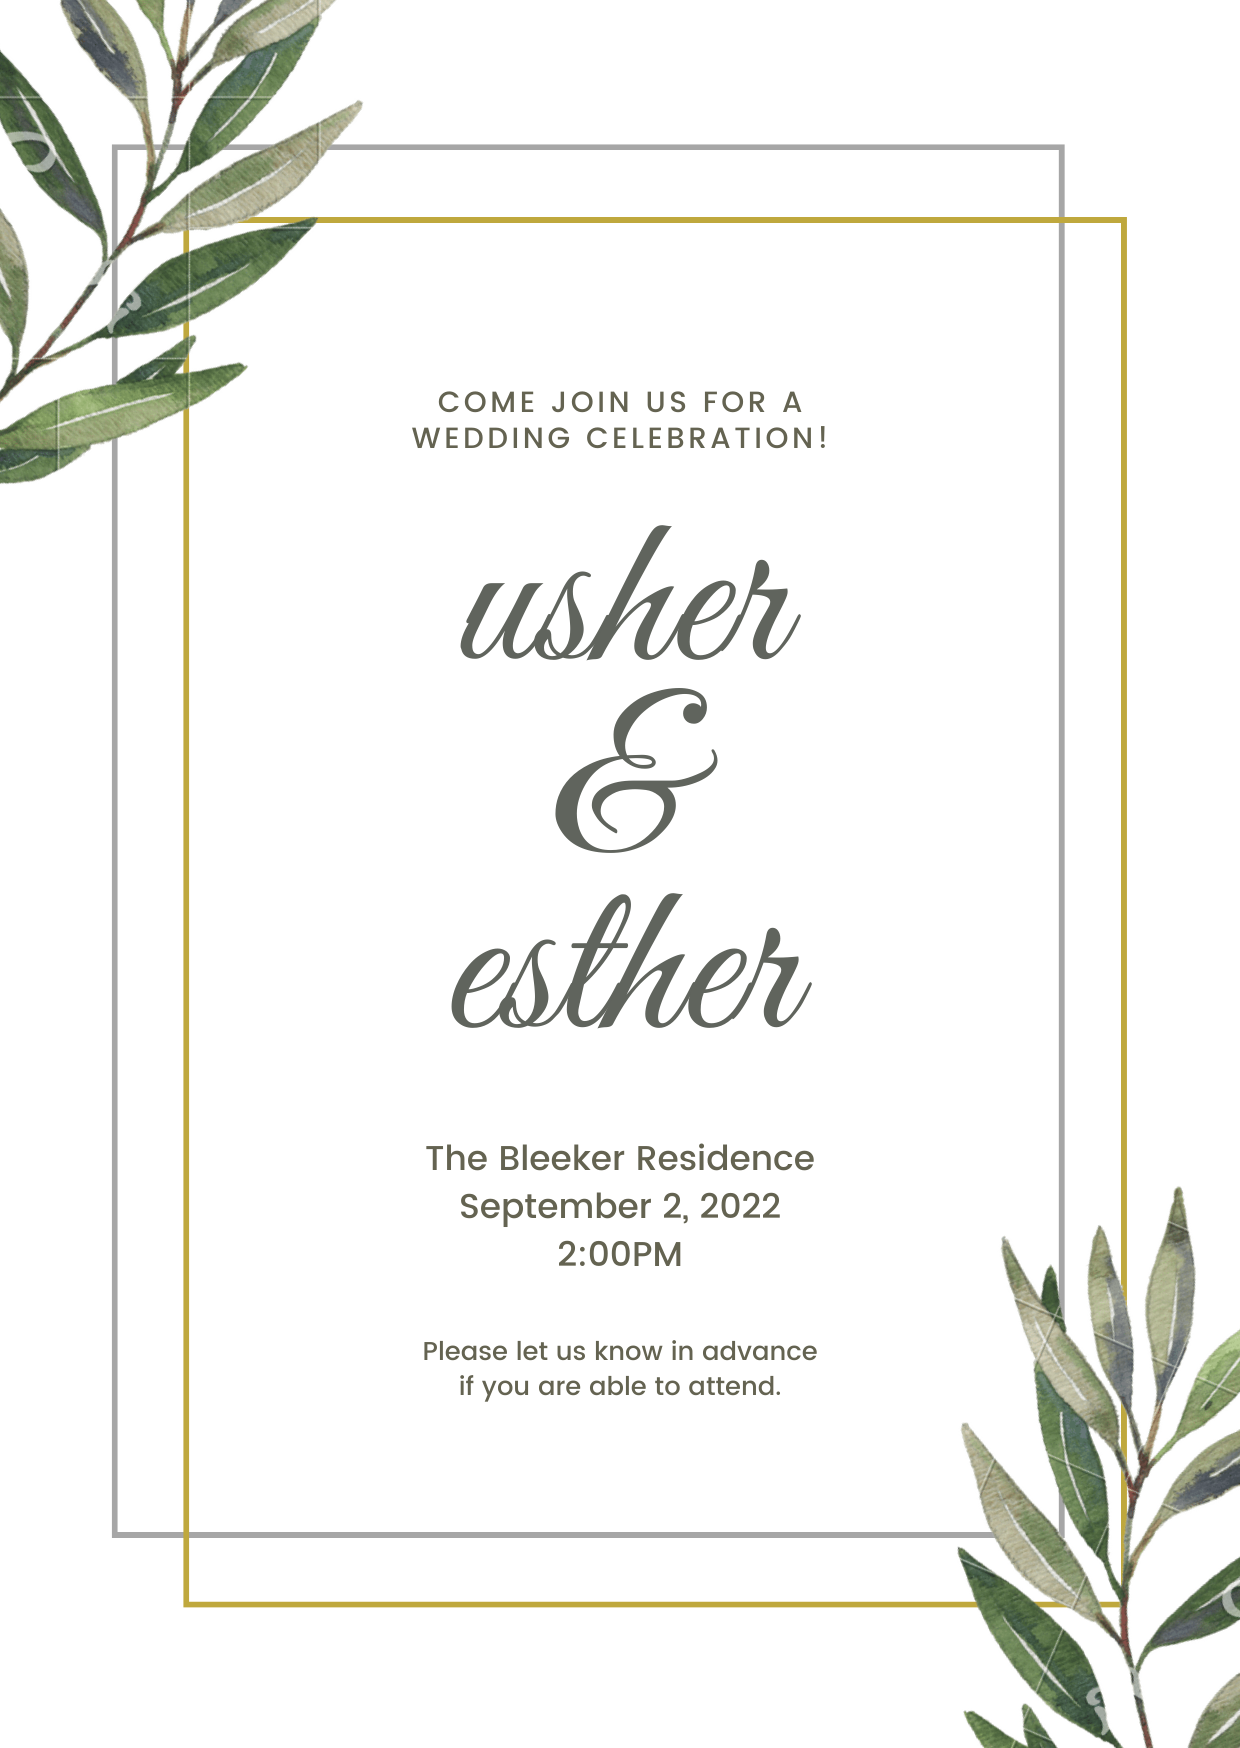 COME JOIN US FOR A
WEDDING CELEBRATION!
usher
&
esther
The Bleeker Residence
September 2, 2022
2:00PM
Please let us know in advance
if you are able to attend.